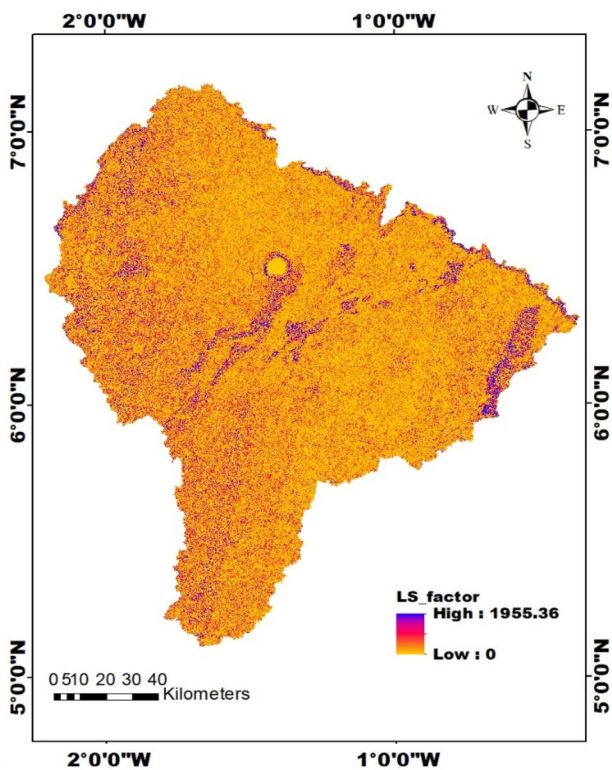 2°0'0"W 1°0'0"W
N
W E
S
7°0'0"N 7°0'0"N
6°0'0"N 6°0'0"N
LS_factor
High : 1955.36
Low : 0
5°0'0"N 5°0'0"N
0 510 20 30 40
Kilometers
2°0'0"W 1°0'0"W